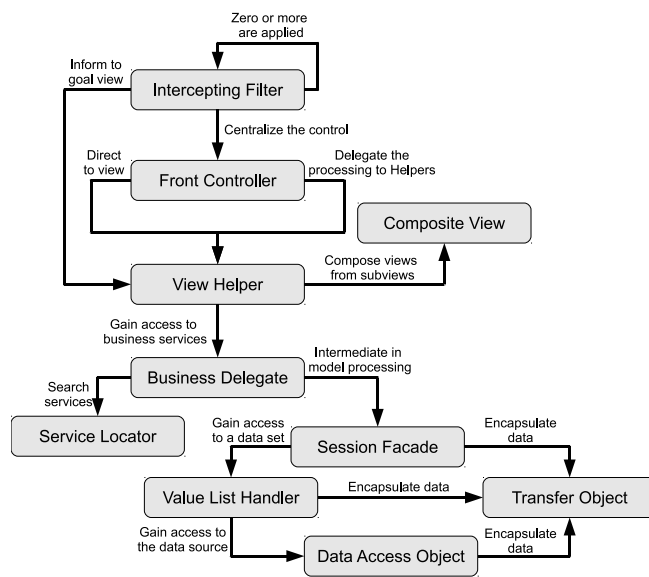 Zero or more
are applied
Inform to
goal view
Intercepting Filter
Centralize the control
Direct
to view
Delegate the
processing to Helpers
Front Controller
Composite View
View Helper
Compose views
from subviews
Gain access to
business services
Intermediate in
model processing
Business Delegate
Search
services
Service Locator
Gain access
to a data set
Session Facade
Encapsulate
data
Value List Handler
Encapsulate data
Transfer Object
Gain access to
the data source
Data Access Object
Encapsulate
data